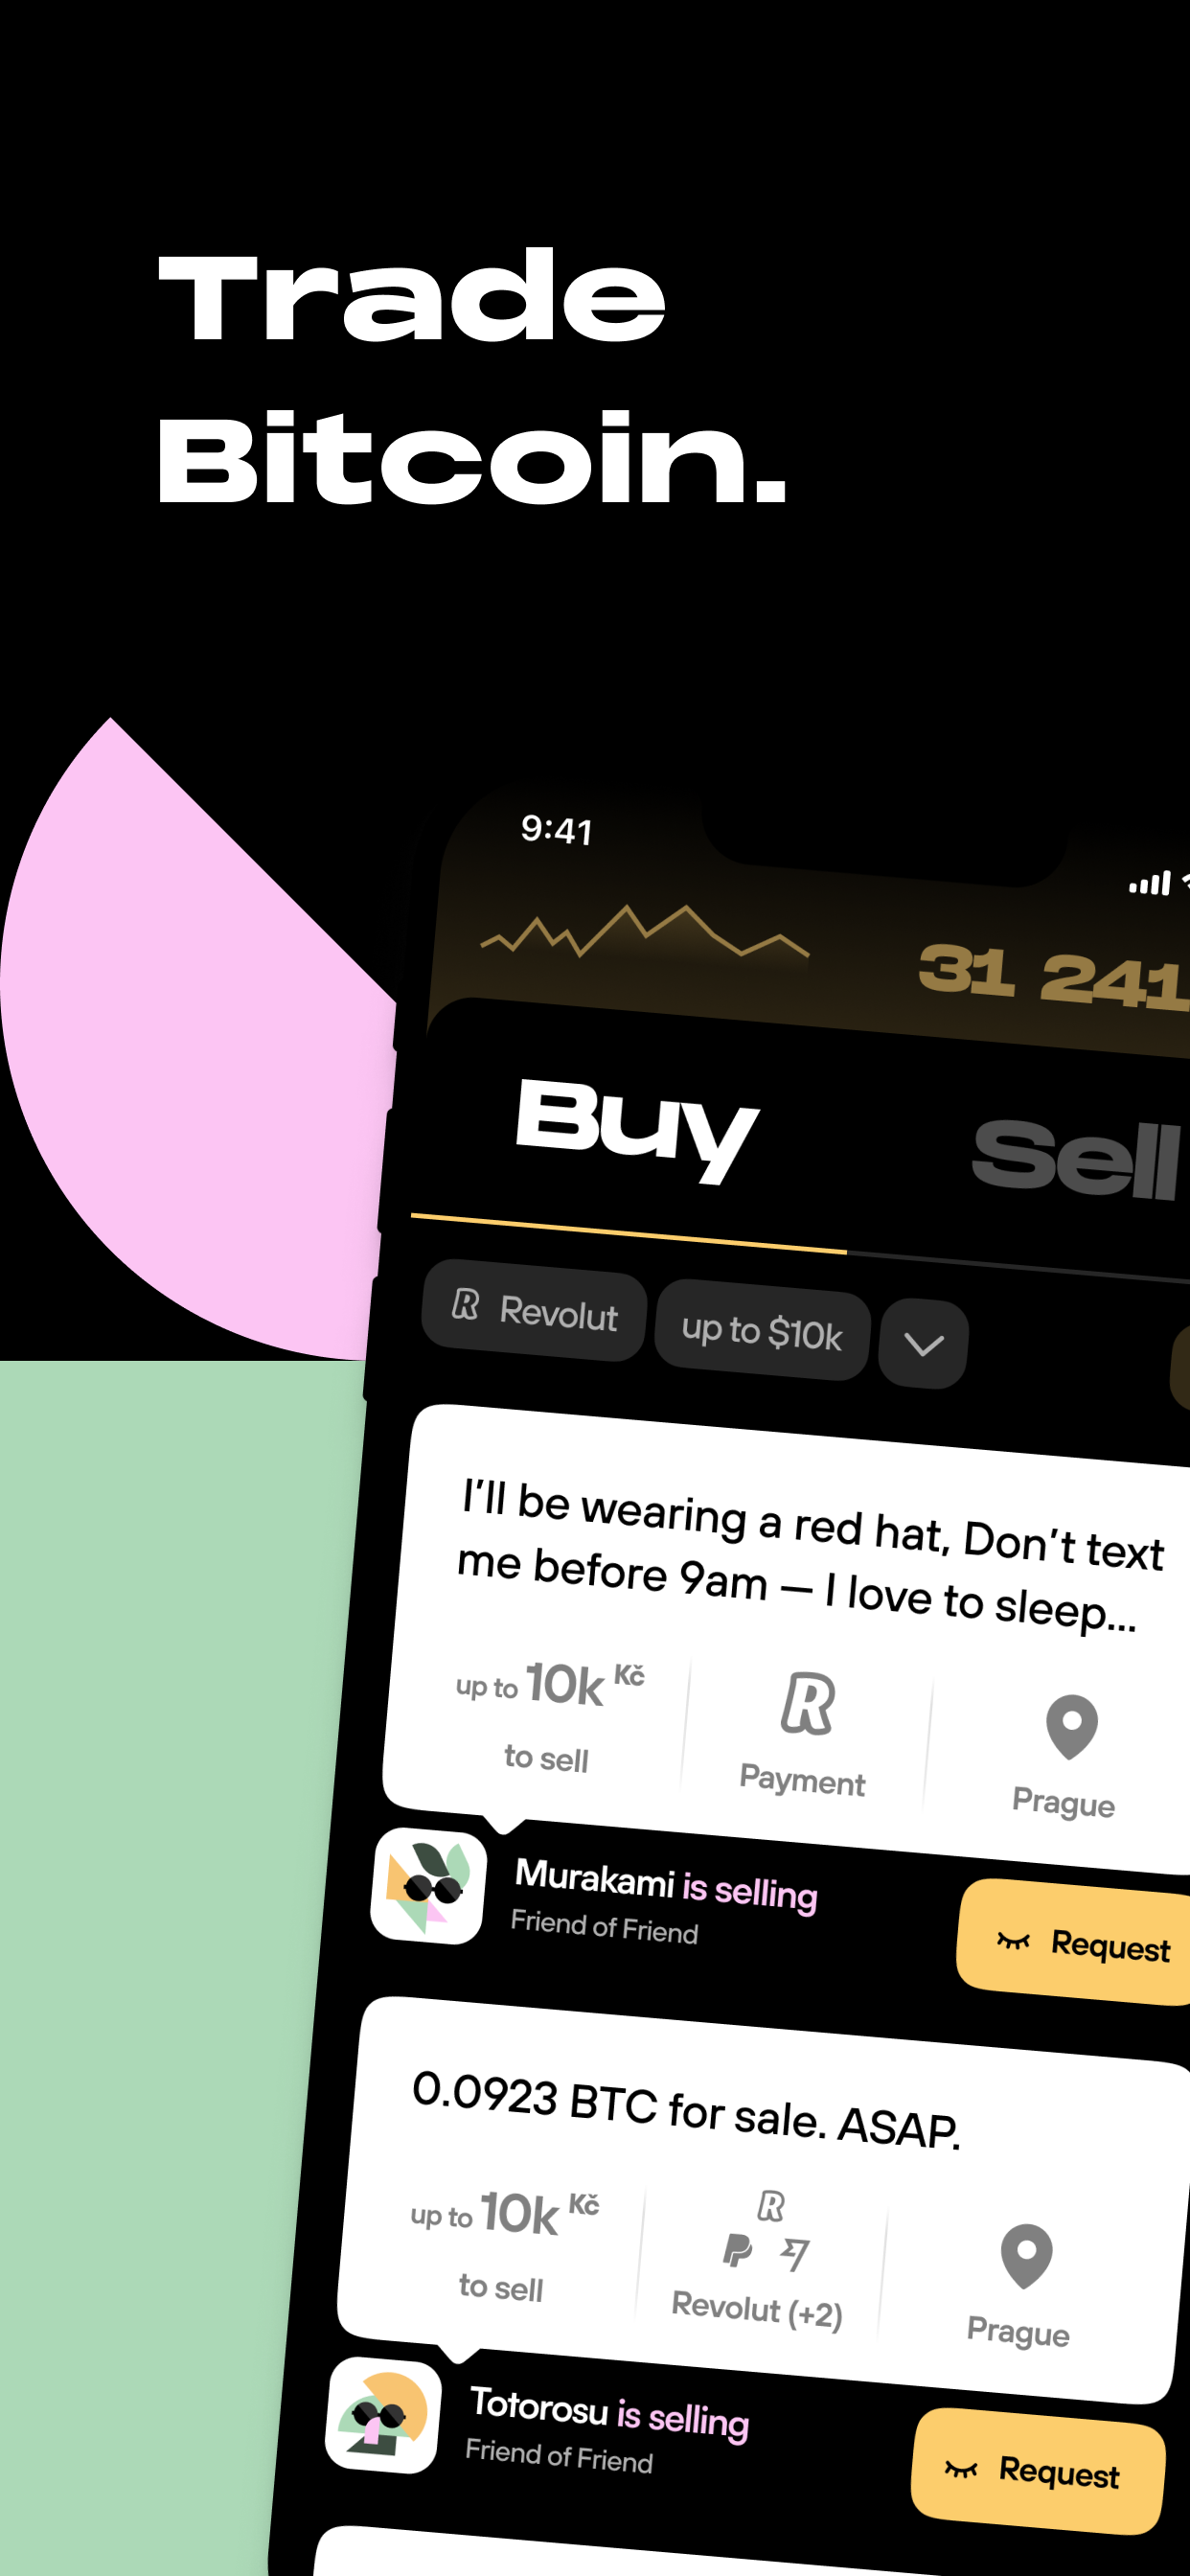 Trade
Bitcoin.
9:41
31 241
Buy
Sell
Revolut
up to $10k
I’ll be wearing a red hat, Don’t text
me before 9am — I love to sleep...
up to 10k Kč
to sell
Payment
Prague
Murakami is selling
Friend of Friend
Request
0.0923 BTC for sale. ASAP.
up to 10k Kč
to sell
Revolut (+2)
Prague
Totorosu is selling
Friend of Friend
Request